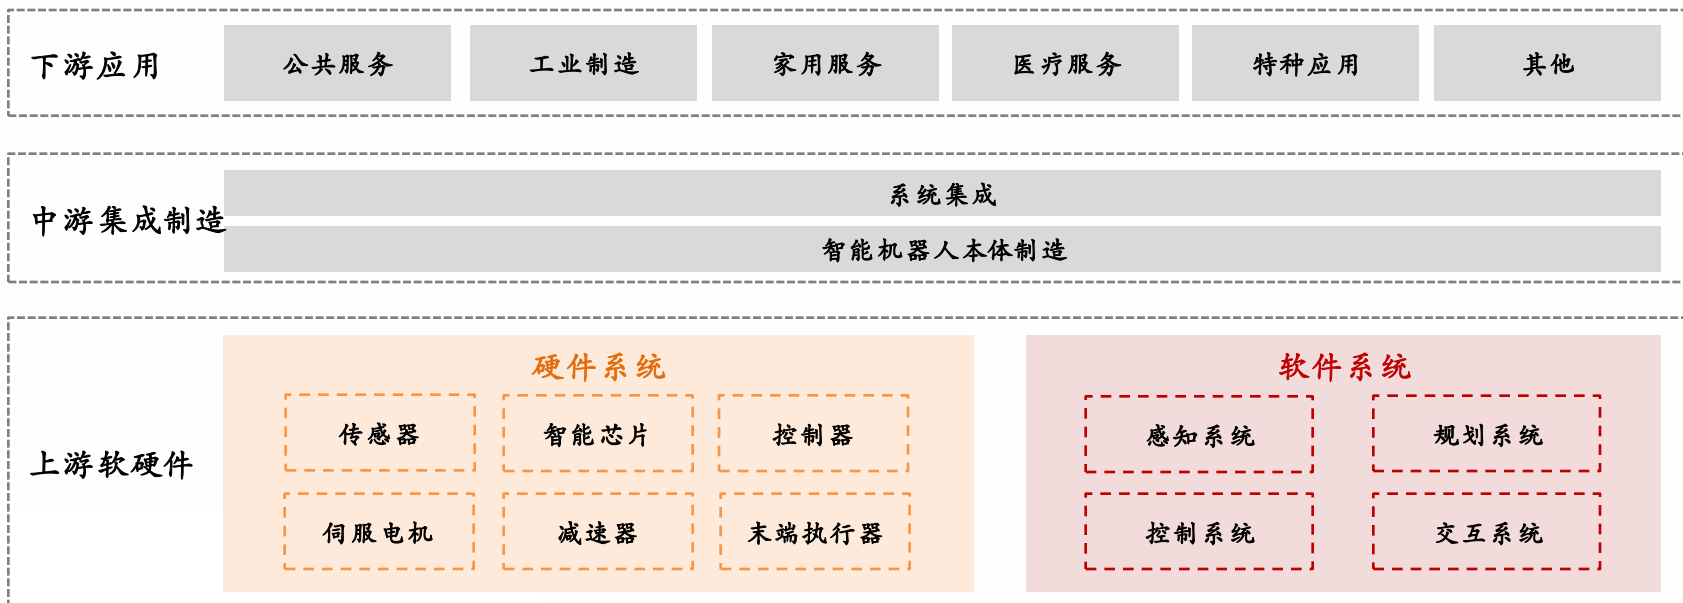 下游应用
公共服务
工业制造
家用服务
医疗服务
特种应用
其他
中游集成制造
系统集成
智能机器人本体制造
上游软硬件
硬件系统
传感器
智能芯片
控制器
伺服电机
减速器
末端执行器
软件系统
感知系统
规划系统
控制系统
交互系统